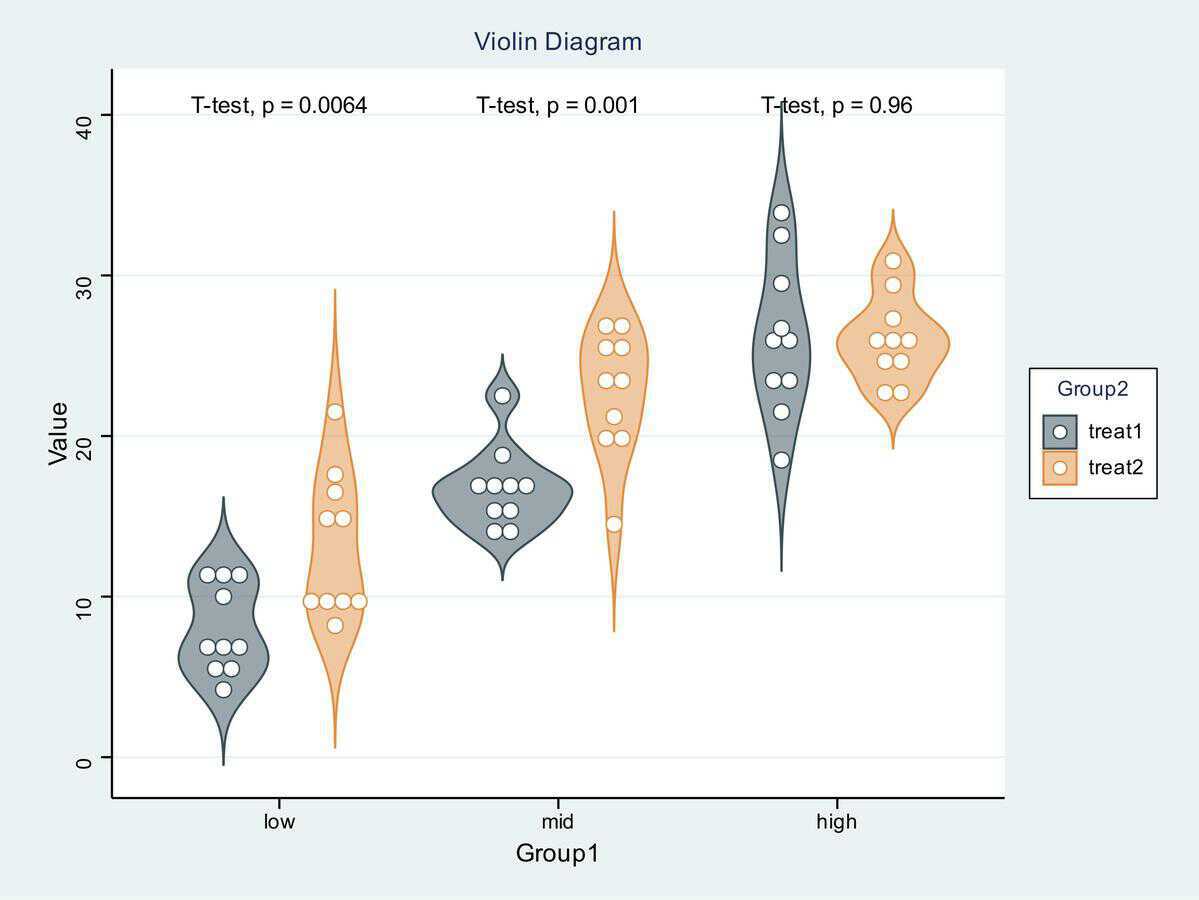 Violin Diagram
T-test, p = 0.0064
T-test, p = 0.001
T-test, p = 0.96
40
30
20
10
0
Value
low
mid
high
Group1
Group2
treat1
treat2